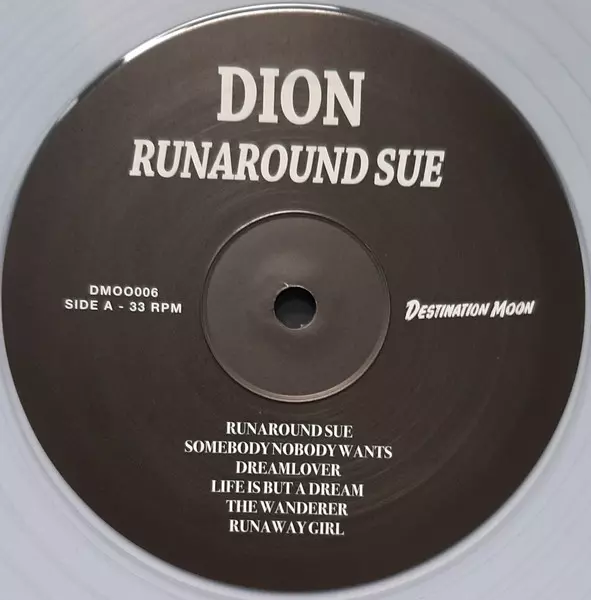 DION
RUNAROUND SUE
DMOO006
SIDE A - 33 RPM
DESTINATION MOON
RUNAROUND SUE
SOMEBODY NOBODY WANTS
DREAMLOVER
LIFE IS BUT A DREAM
THE WANDERER
RUNAWAY GIRL